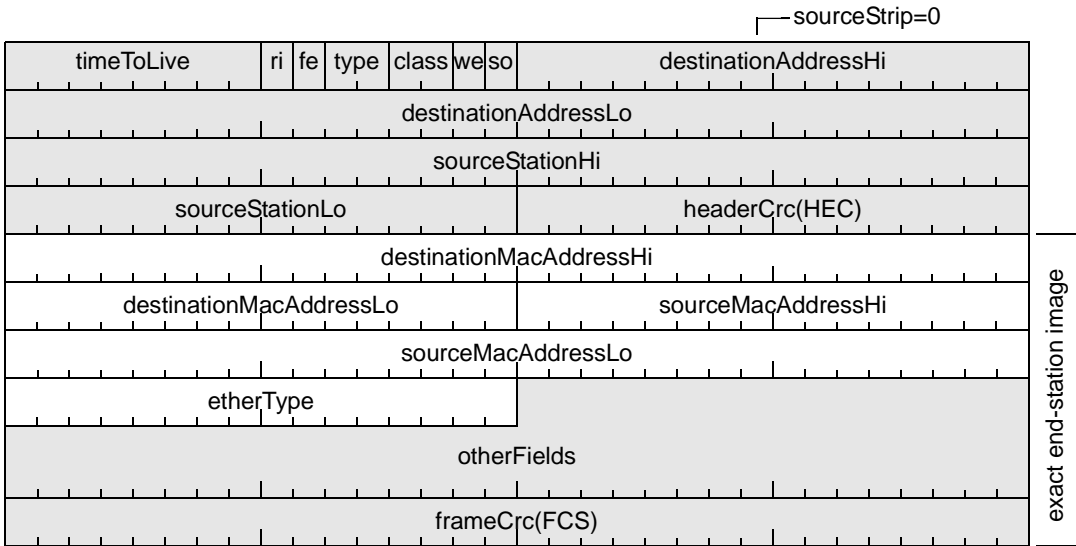 sourceStrip=0
timeToLive ri fe type class we so destinationAddressHi
destinationAddressLo
sourceStationHi
sourceStationLo headerCrc(HEC)
destinationMacAddressHi
destinationMacAddressLo sourceMacAddressHi
sourceMacAddressLo
etherType
otherFields
frameCrc(FCS)
exact end-station image